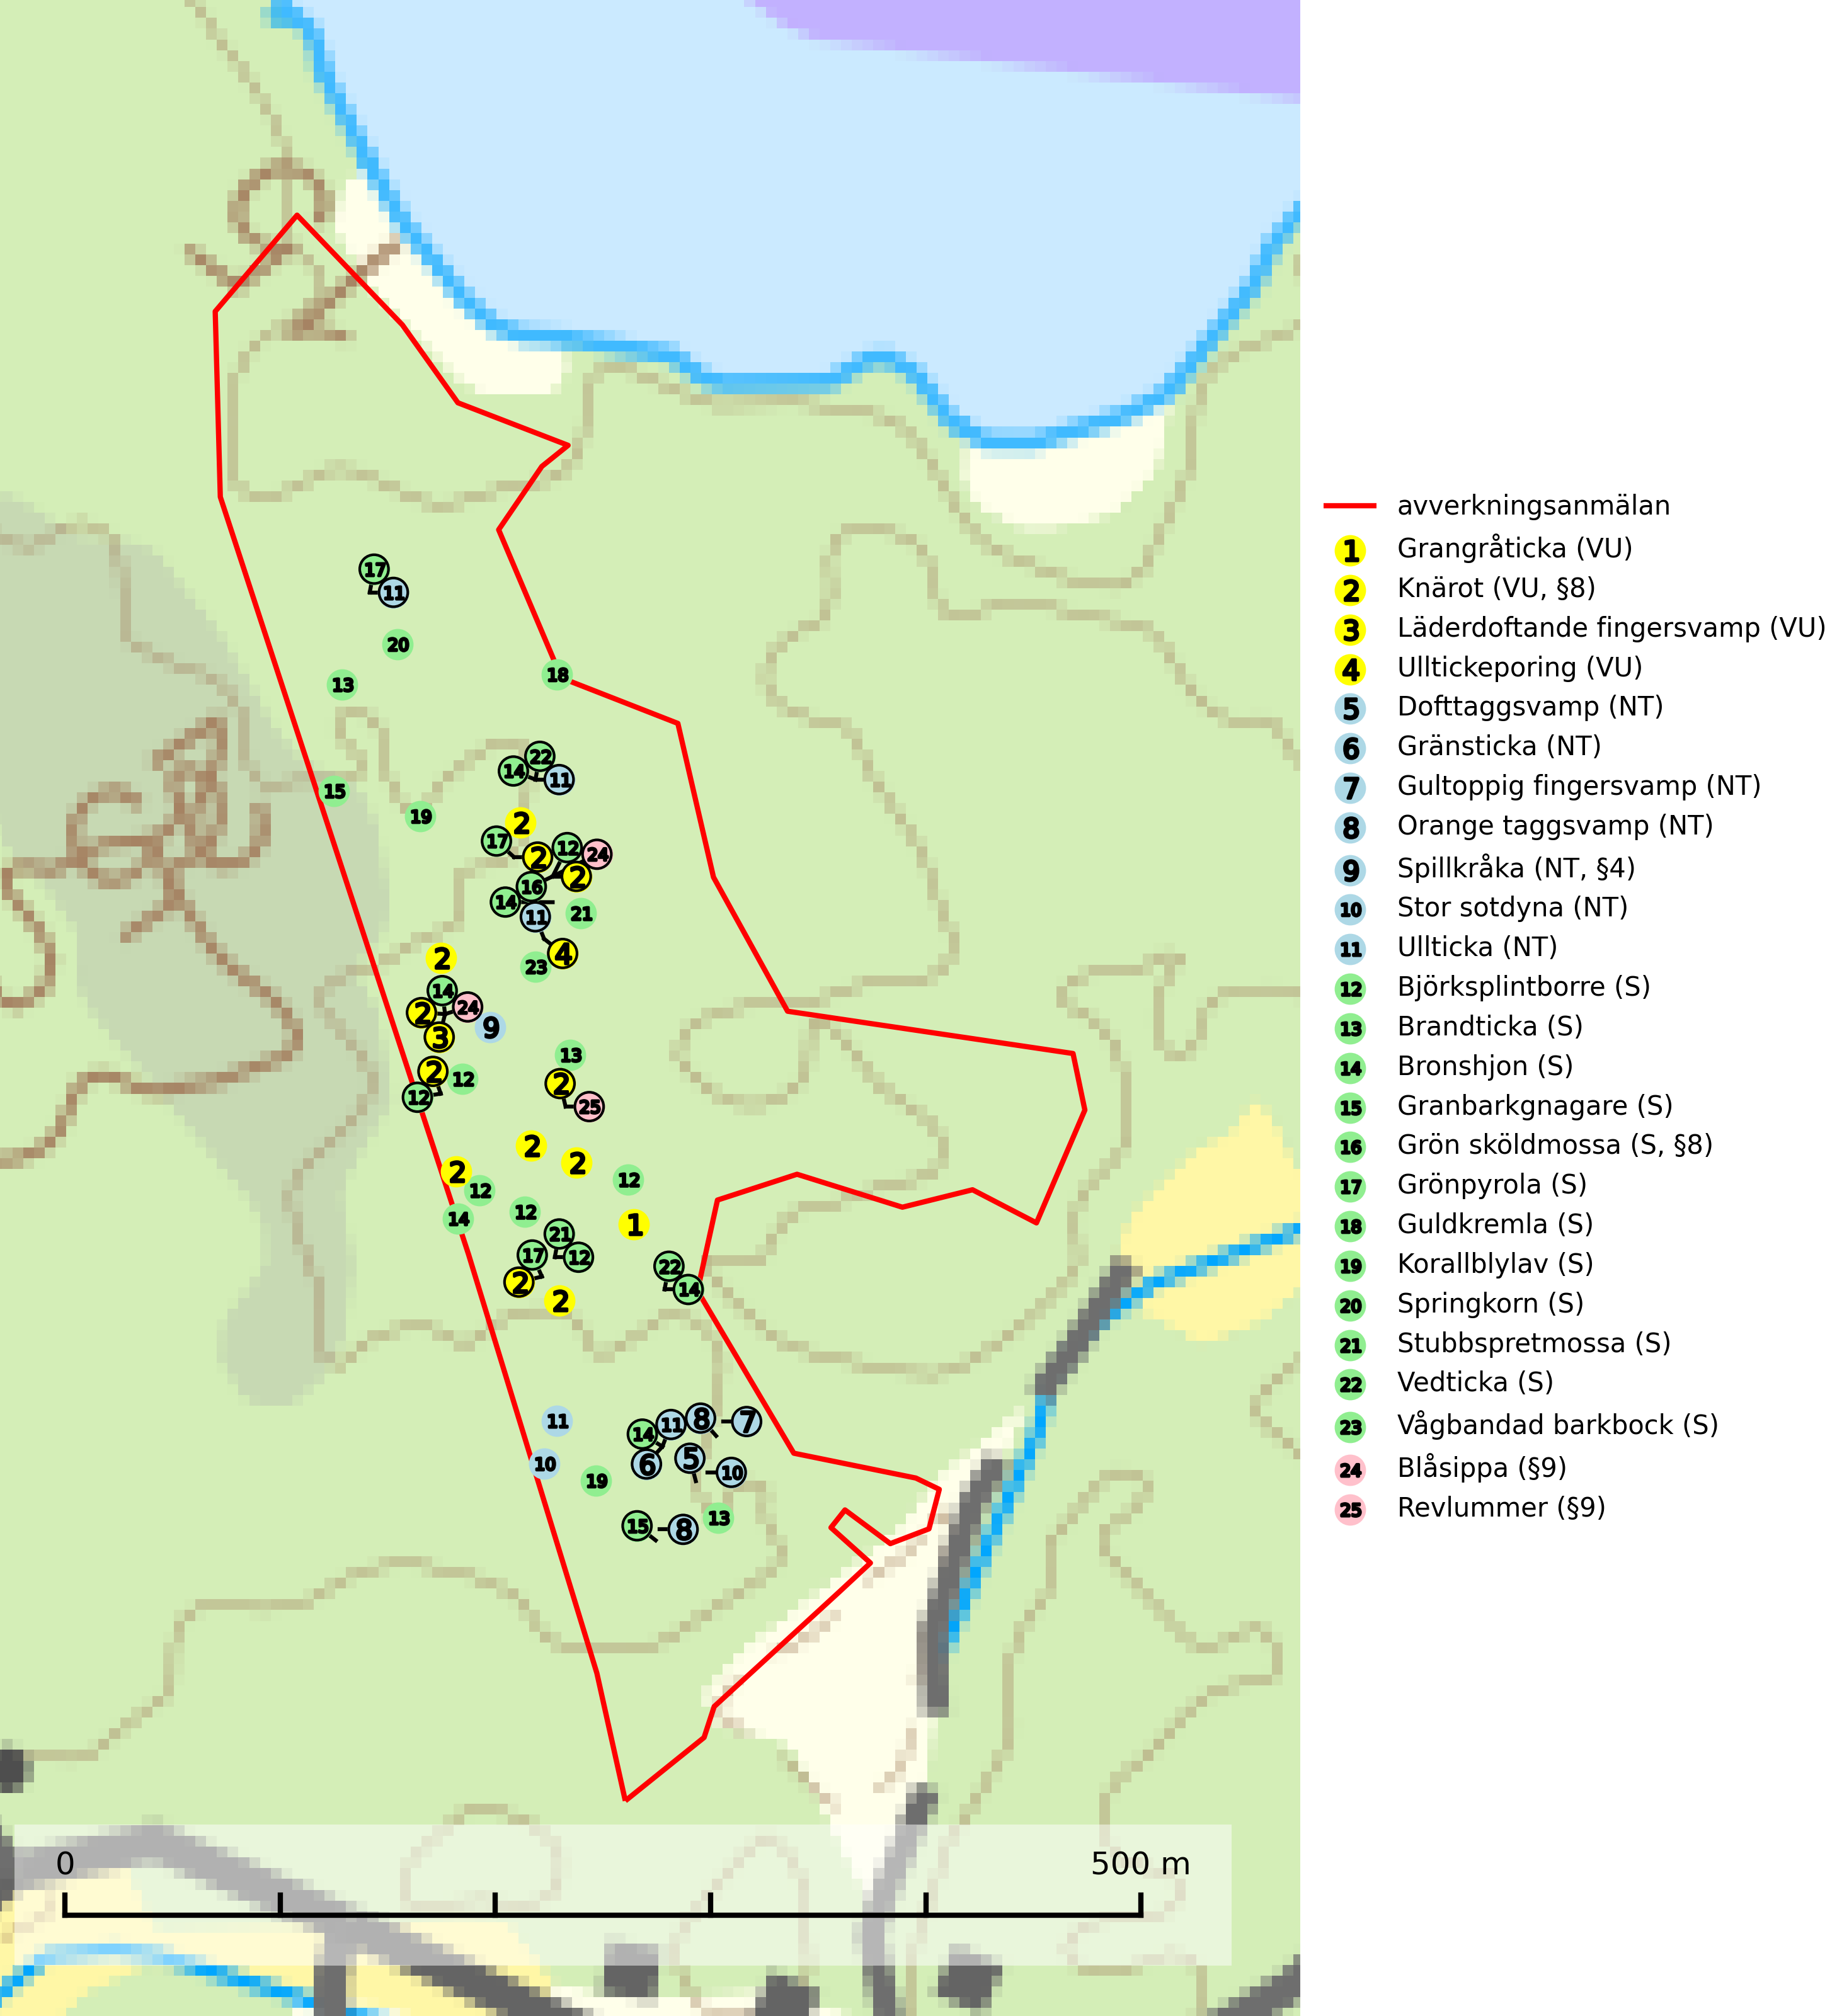 17
11
20
13
18
22
14
11
15
19
2
17
12
24
2
2
16
14
11
21
4
23
2
14
24
2
9
3
13
2
12
2
12
25
2
2
2
12
12
12
14
1
21
17
12
22
2
14
2
11
8
7
11
14
5
6
10
10
19
13
15
8
0
500 m
avverkningsanmälan
1 Grangråticka (VU)
2 Knärot (VU, §8)
3 Läderdoftande fingersvamp (VU)
4 Ulltickeporing (VU)
5 Dofttaggsvamp (NT)
6 Gränsticka (NT)
7 Gultoppig fingersvamp (NT)
8 Orange taggsvamp (NT)
9 Spillkråka (NT, §4)
10 Stor sotdyna (NT)
11 Ullticka (NT)
12 Björksplintborre (S)
13 Brandticka (S)
14 Bronshjon (S)
15 Granbarkgnagare (S)
16 Grön sköldmossa (S, §8)
17 Grönpyrola (S)
18 Guldkremla (S)
19 Korallblylav (S)
20 Springkorn (S)
21 Stubbspretmossa (S)
22 Vedticka (S)
23 Vågbandad barkbock (S)
24 Blåsippa (§9)
25 Revlummer (§9)